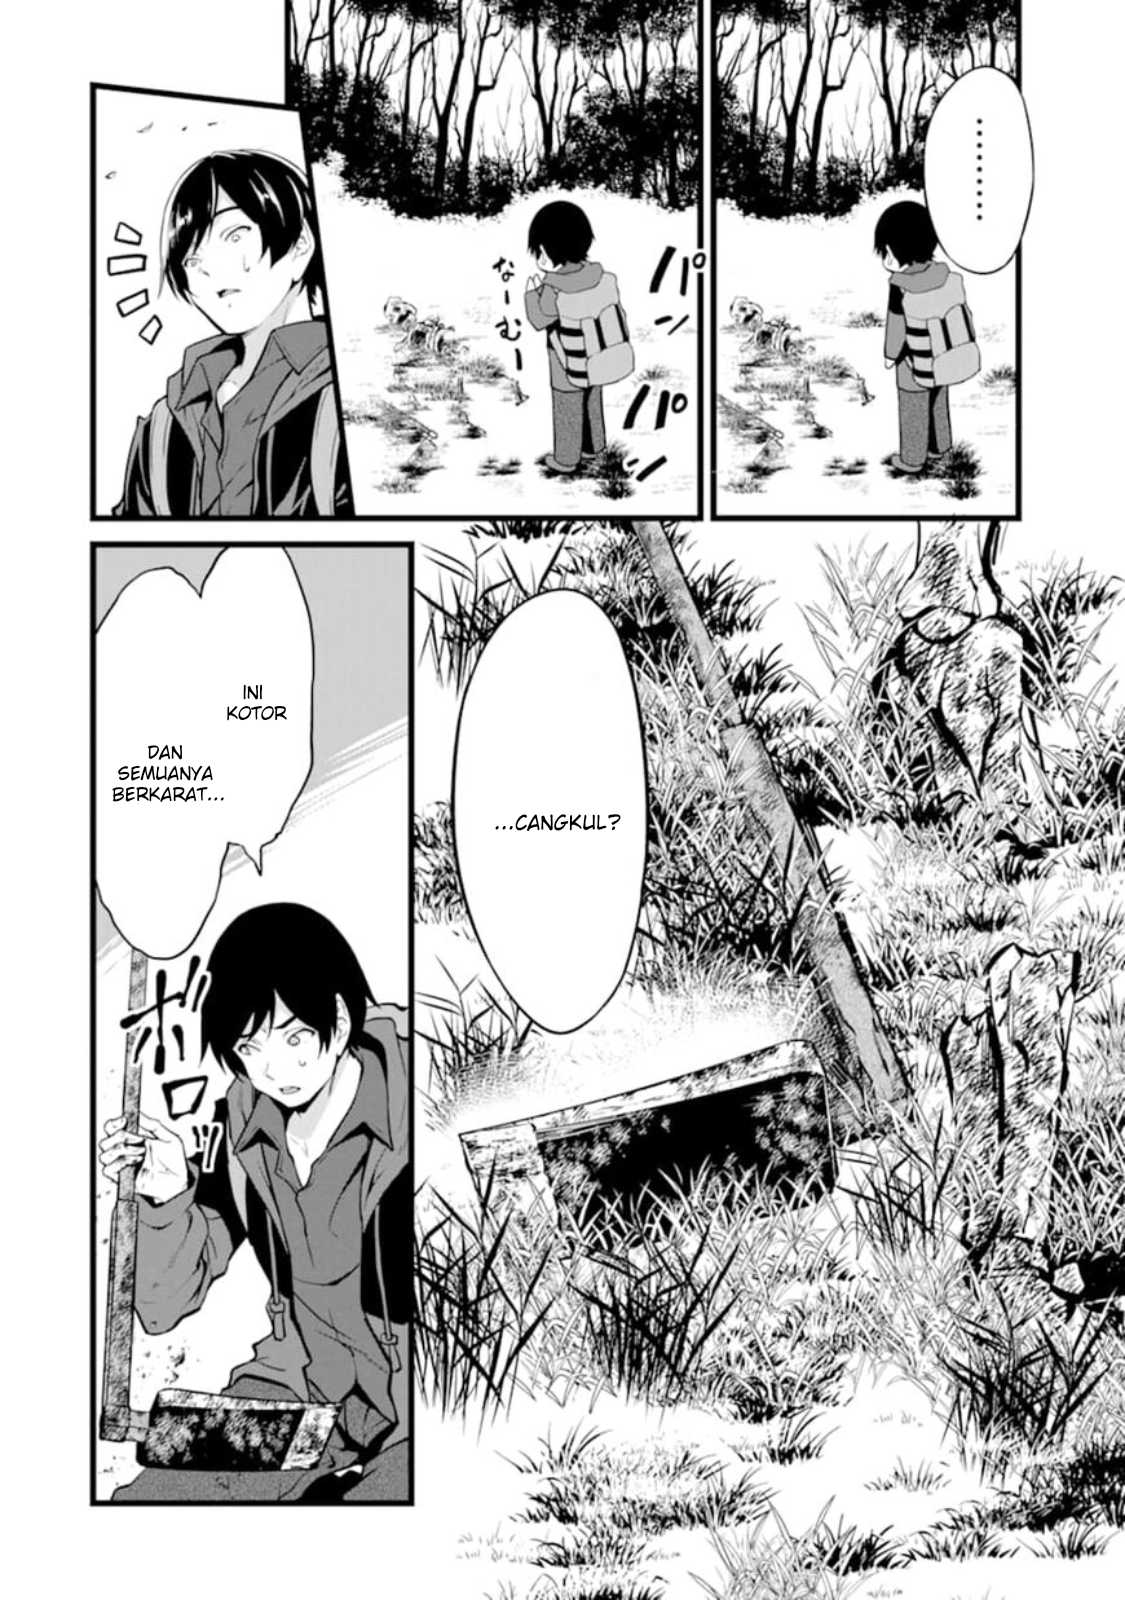 ………
パンパン
なーむー
...CANGKUL?
INI
KOTOR
DAN
SEMUANYA
BERKARAT...
ボロッ